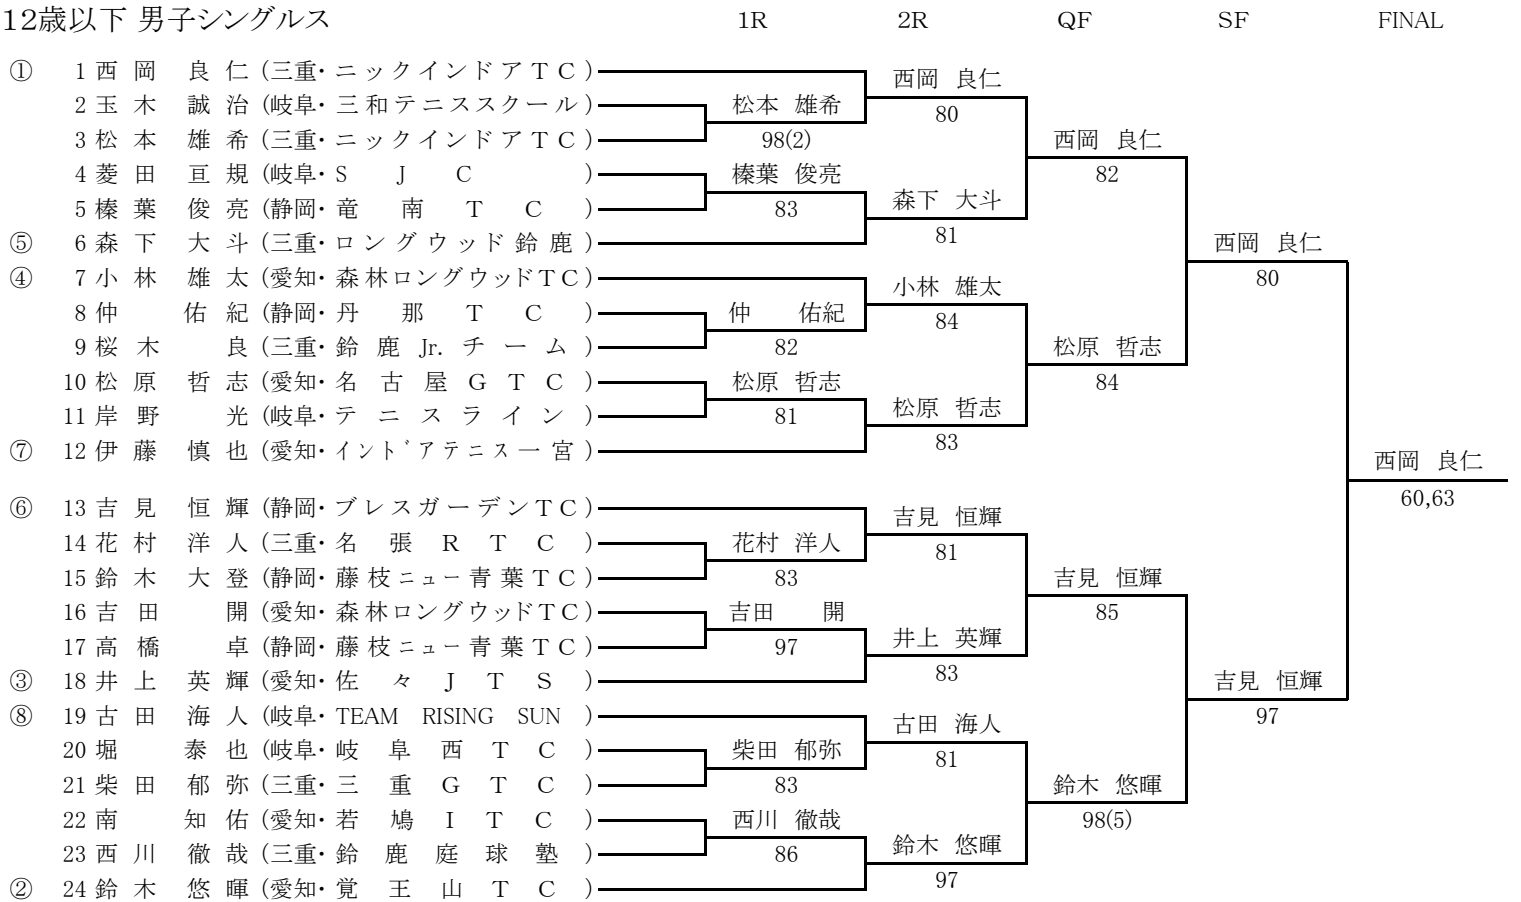 12歳以下 男子シングルス 1R 2R QF SF FINAL
① 1 西岡 良仁 (三重・ニックインドアTC) 西岡 良仁
2 玉木 誠治 (岐阜・三和テニススクール) 松本 雄希 80
3 松本 雄希 (三重・ニックインドアTC) 98(2) 西岡 良仁
4 菱田 亘規 (岐阜・SJC) 榛葉 俊亮 82
5 榛葉 俊亮 (静岡・竜南TC) 83 森下 大斗
⑤ 6 森下 大斗 (三重・ロングウッド鈴鹿) 81 西岡 良仁
④ 7 小林 雄太 (愛知・森林ロングウッドTC) 小林 雄太 80
8 仲 佑紀 (静岡・丹那TC) 仲 佑紀 84
9 桜木 良 (三重・鈴鹿Jr.チーム) 82 松原 哲志
10 松原 哲志 (愛知・名古屋GTC) 松原 哲志 84
11 岸野 光 (岐阜・テニスライン) 81 松原 哲志
⑦ 12 伊藤 慎也 (愛知・インドアテニス一宮) 83
西岡 良仁
60,63
⑥ 13 吉見 恒輝 (静岡・ブレスガーデンTC) 吉見 恒輝
14 花村 洋人 (三重・名張RTC) 花村 洋人 81
15 鈴木 大登 (静岡・藤枝ニュー青葉TC) 83 吉見 恒輝
16 吉田 開 (愛知・森林ロングウッドTC) 吉田 開 85
17 高橋 卓 (静岡・藤枝ニュー青葉TC) 97 井上 英輝
③ 18 井上 英輝 (愛知・佐々JTS) 83 吉見 恒輝
⑧ 19 古田 海人 (岐阜・TEAM RISING SUN) 古田 海人 97
20 堀 泰也 (岐阜・岐阜西TC) 柴田 郁弥 81
21 柴田 郁弥 (三重・三重GTC) 83 鈴木 悠暉
22 南 知佑 (愛知・若鳩ITC) 西川 徹哉 98(5)
23 西川 徹哉 (三重・鈴鹿庭球塾) 86 鈴木 悠暉
② 24 鈴木 悠暉 (愛知・覚王山TC) 97